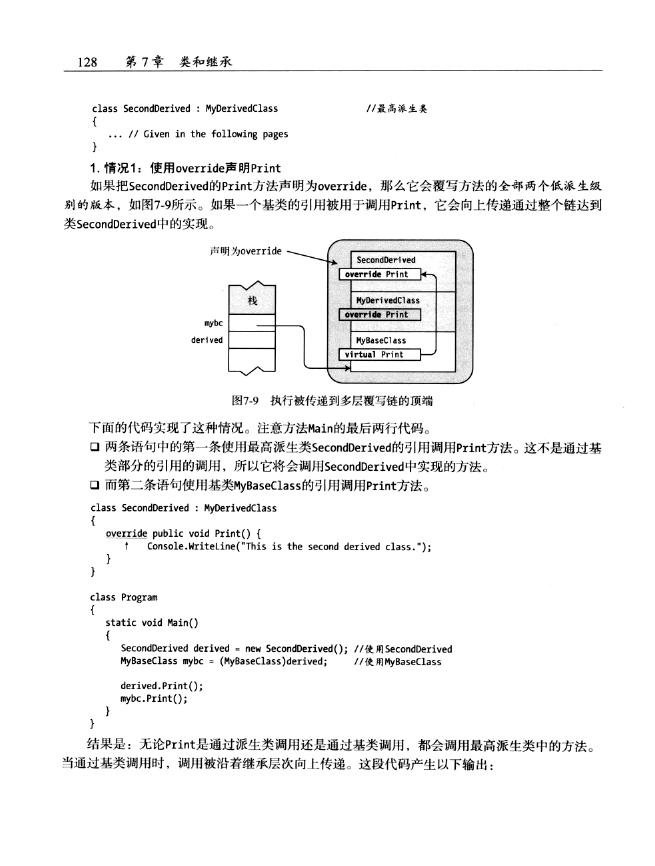 128 第7章 类和继承
class SecondDerived : MyDerivedClass //最高派生类
{
... // Given in the following pages
}
1. 情况1：使用override声明Print
如果把SecondDerived的Print方法声明为override，那么它会覆写方法的全部两个低派生级
别的版本，如图7-9所示。如果一个基类的引用被用于调用Print，它会向上传递通过整个链达到
类SecondDerived中的实现。
声明为override
SecondDerived
override Print
栈
MyDerivedClass
override Print
mybc
derived
MyBaseClass
virtual Print
图7-9 执行被传递到多层覆写链的顶端
下面的代码实现了这种情况。注意方法Main的最后两行代码。
❑ 两条语句中的第一条使用最高派生类SecondDerived的引用调用Print方法。这不是通过基
类部分的引用的调用，所以它将会调用SecondDerived中实现的方法。
❑ 而第二条语句使用基类MyBaseClass的引用调用Print方法。
class SecondDerived : MyDerivedClass
{
override public void Print() {
↑ Console.WriteLine("This is the second derived class.");
}
}
class Program
{
static void Main()
{
SecondDerived derived = new SecondDerived(); //使用SecondDerived
MyBaseClass mybc = (MyBaseClass)derived; //使用MyBaseClass
derived.Print();
mybc.Print();
}
}
结果是：无论Print是通过派生类调用还是通过基类调用，都会调用最高派生类中的方法。
当通过基类调用时，调用被沿着继承层次向上传递。这段代码产生以下输出：